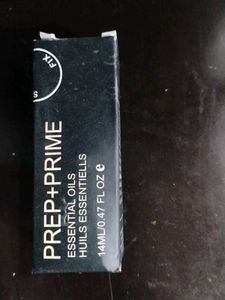 FIX
S
PREP+PRIME
ESSENTIAL OILS
HUILS ESSENTIELLS
14ML/0.47 FL OZ e